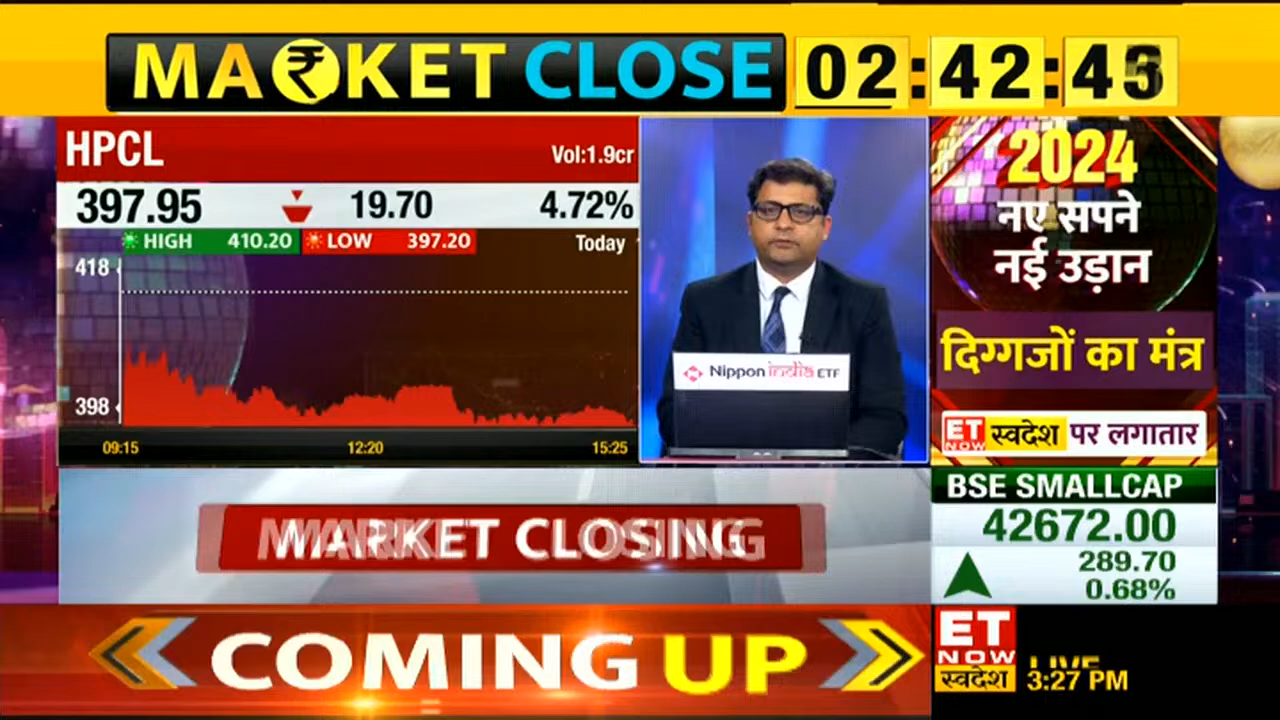 MA₹KET CLOSE
HPCL
Vol:1.9cr
397.95 19.70 4.72%
HIGH 410.20 LOW 397.20 Today
418
398
09:15 12:20 15:25
Nippon india ETF
2024
नए सपने
नई उड़ान
दिग्गजों का मंत्र
ET NOW स्वदेश पर लगातार
BSE SMALLCAP
42672.00
289.70
0.68%
MARKET CLOSING
COMING UP
ET
NOW
स्वदेश
LIVE
3:27 PM